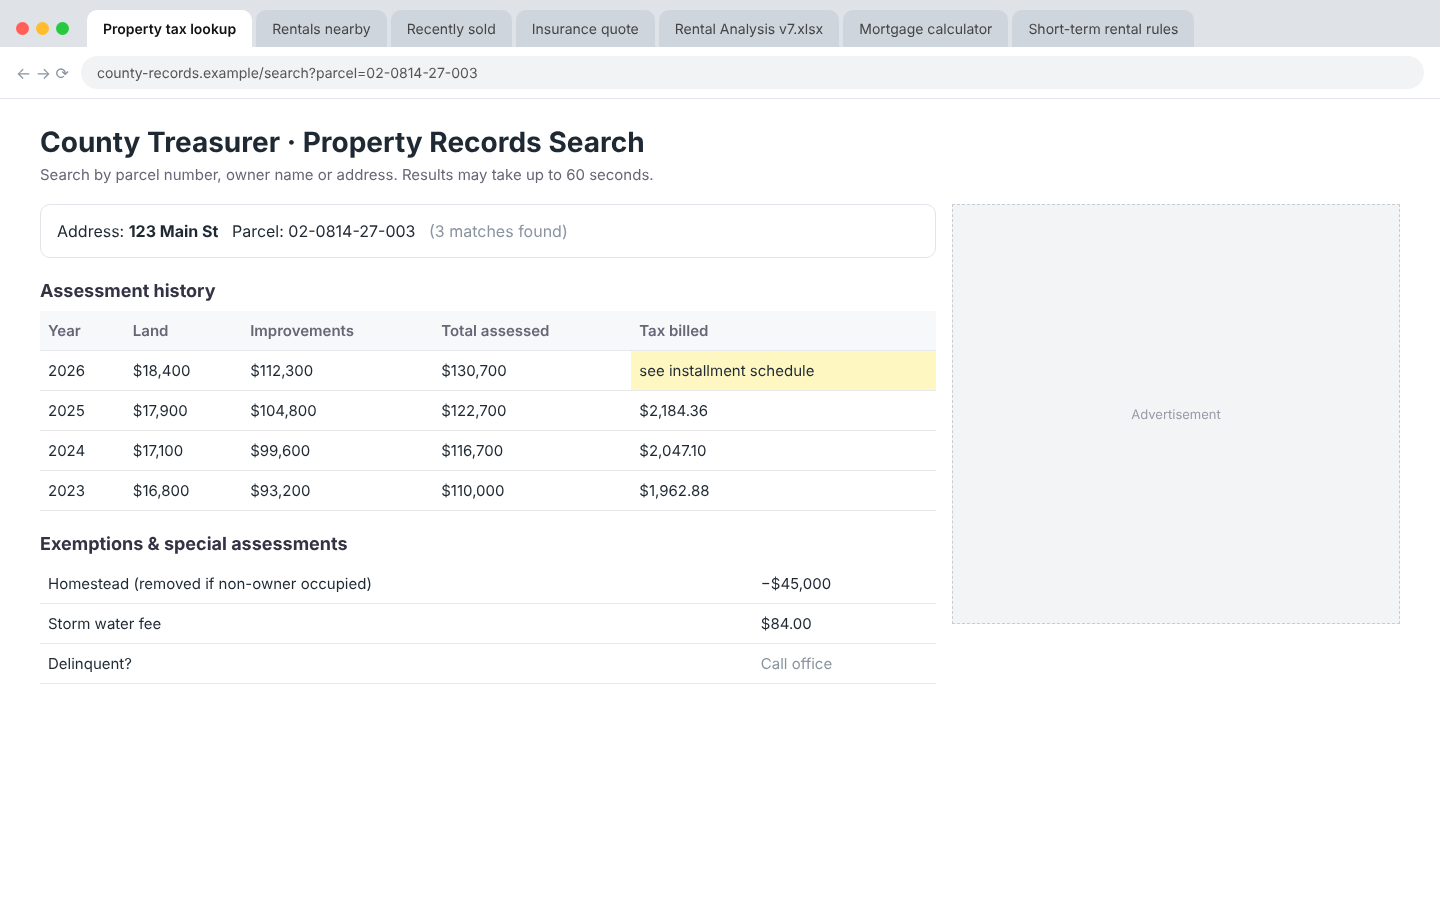 Property tax lookup
Rentals nearby
Recently sold
Insurance quote
Rental Analysis v7.xlsx
Mortgage calculator
Short-term rental rules
← → ⟳ county-records.example/search?parcel=02-0814-27-003
County Treasurer · Property Records Search
Search by parcel number, owner name or address. Results may take up to 60 seconds.
Address: 123 Main St Parcel: 02-0814-27-003 (3 matches found)
Assessment history
Year Land Improvements Total assessed Tax billed
2026 $18,400 $112,300 $130,700 see installment schedule
2025 $17,900 $104,800 $122,700 $2,184.36
2024 $17,100 $99,600 $116,700 $2,047.10
2023 $16,800 $93,200 $110,000 $1,962.88
Exemptions & special assessments
Homestead (removed if non-owner occupied) −$45,000
Storm water fee $84.00
Delinquent? Call office
Advertisement